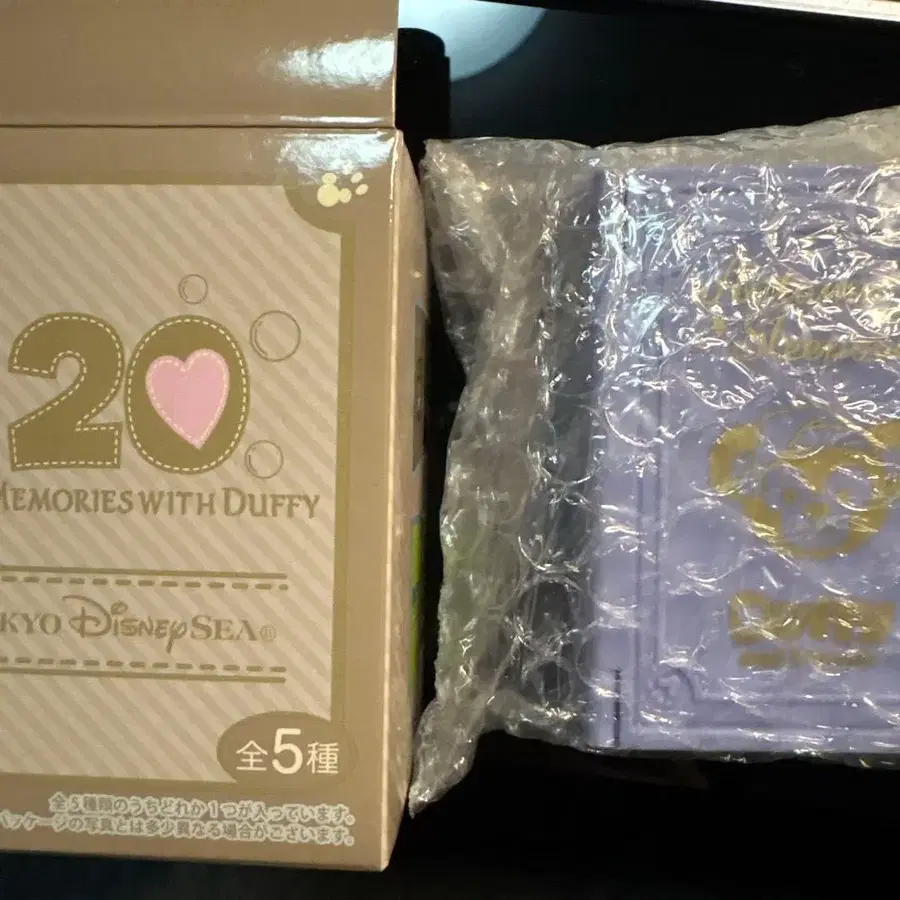 20
MEMORIES WITH DUFFY
KYO DISNEYSEA®
全5種
全5種類のうちどれか1つが入っています。
パッケージの写真とは多少異なる場合がございます。